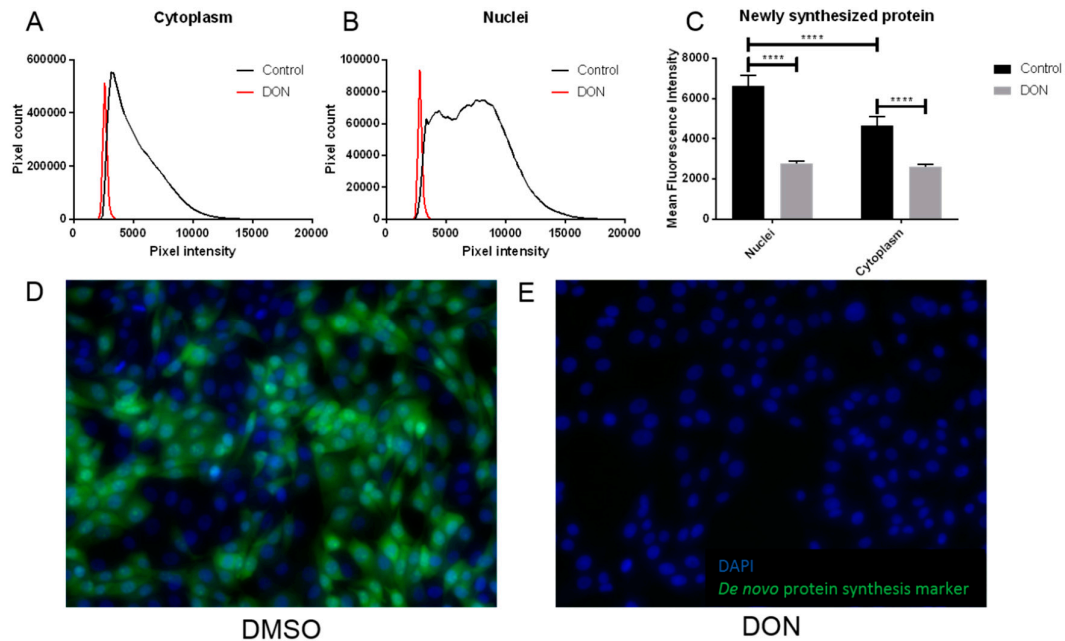 A
Cytoplasm
Pixel count
600000
400000
200000
0
0
5000
10000
15000
20000
Pixel intensity
Control
DON
B
Nuclei
Pixel count
100000
80000
60000
40000
20000
0
0
5000
10000
15000
20000
Pixel intensity
Control
DON
C
Newly synthesized protein
Mean Fluorescence Intensity
8000
6000
4000
2000
0
****
****
****
Nuclei
Cytoplasm
Control
DON
D
DMSO
E
DAPI
De novo protein synthesis marker
DON